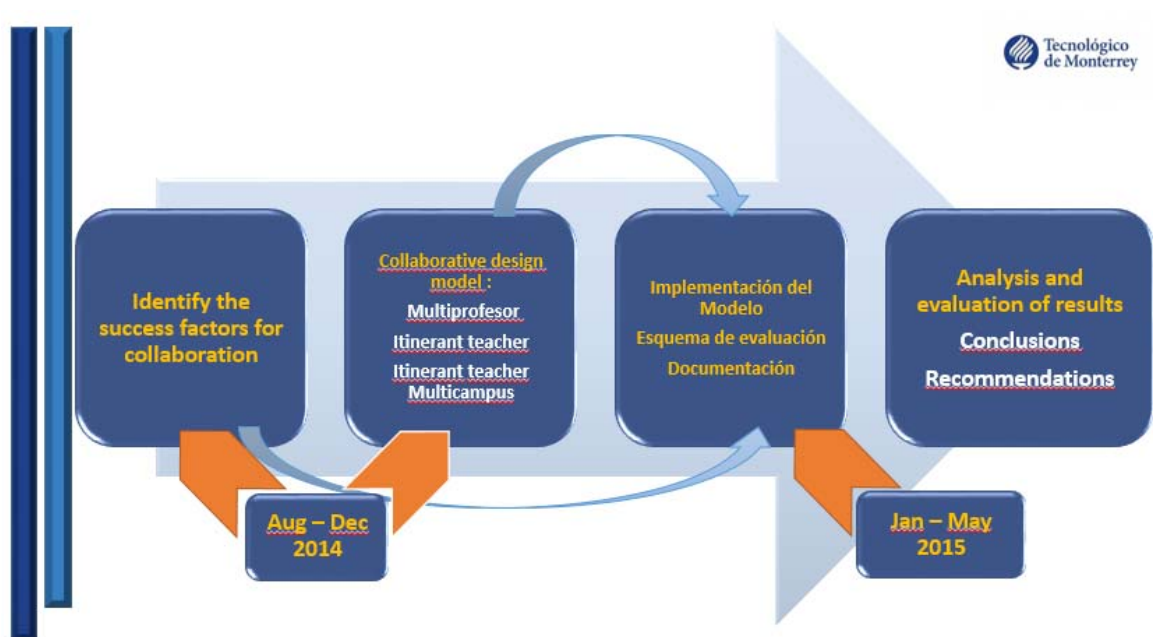 Tecnológico
de Monterrey
Identify the
success factors for
collaboration
Collaborative design
model :
Multiprofesor
Itinerant teacher
Itinerant teacher
Multicampus
Implementación del
Modelo
Esquema de evaluación
Documentación
Analysis and
evaluation of results
Conclusions
Recommendations
Aug – Dec
2014
Jan – May
2015